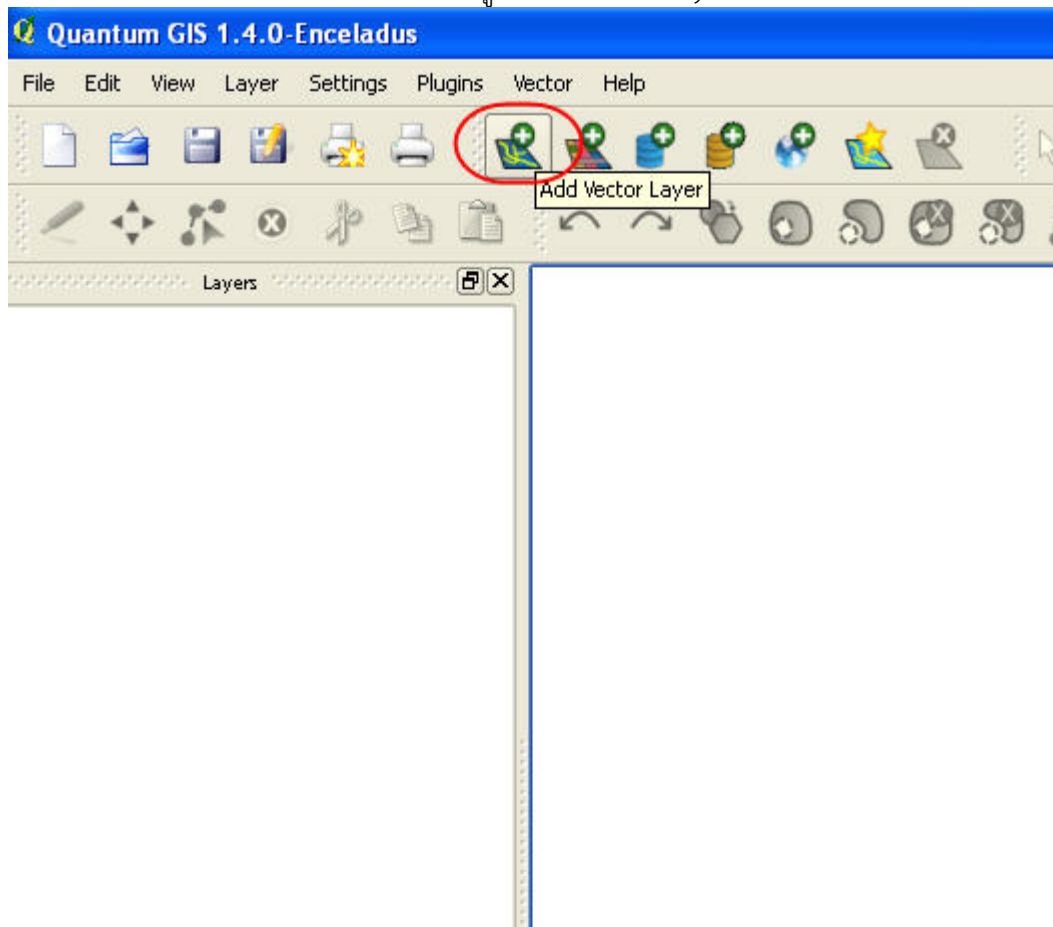 Quantum GIS 1.4.0-Enceladus
File Edit View Layer Settings Plugins Vector Help
Add Vector Layer
Layers